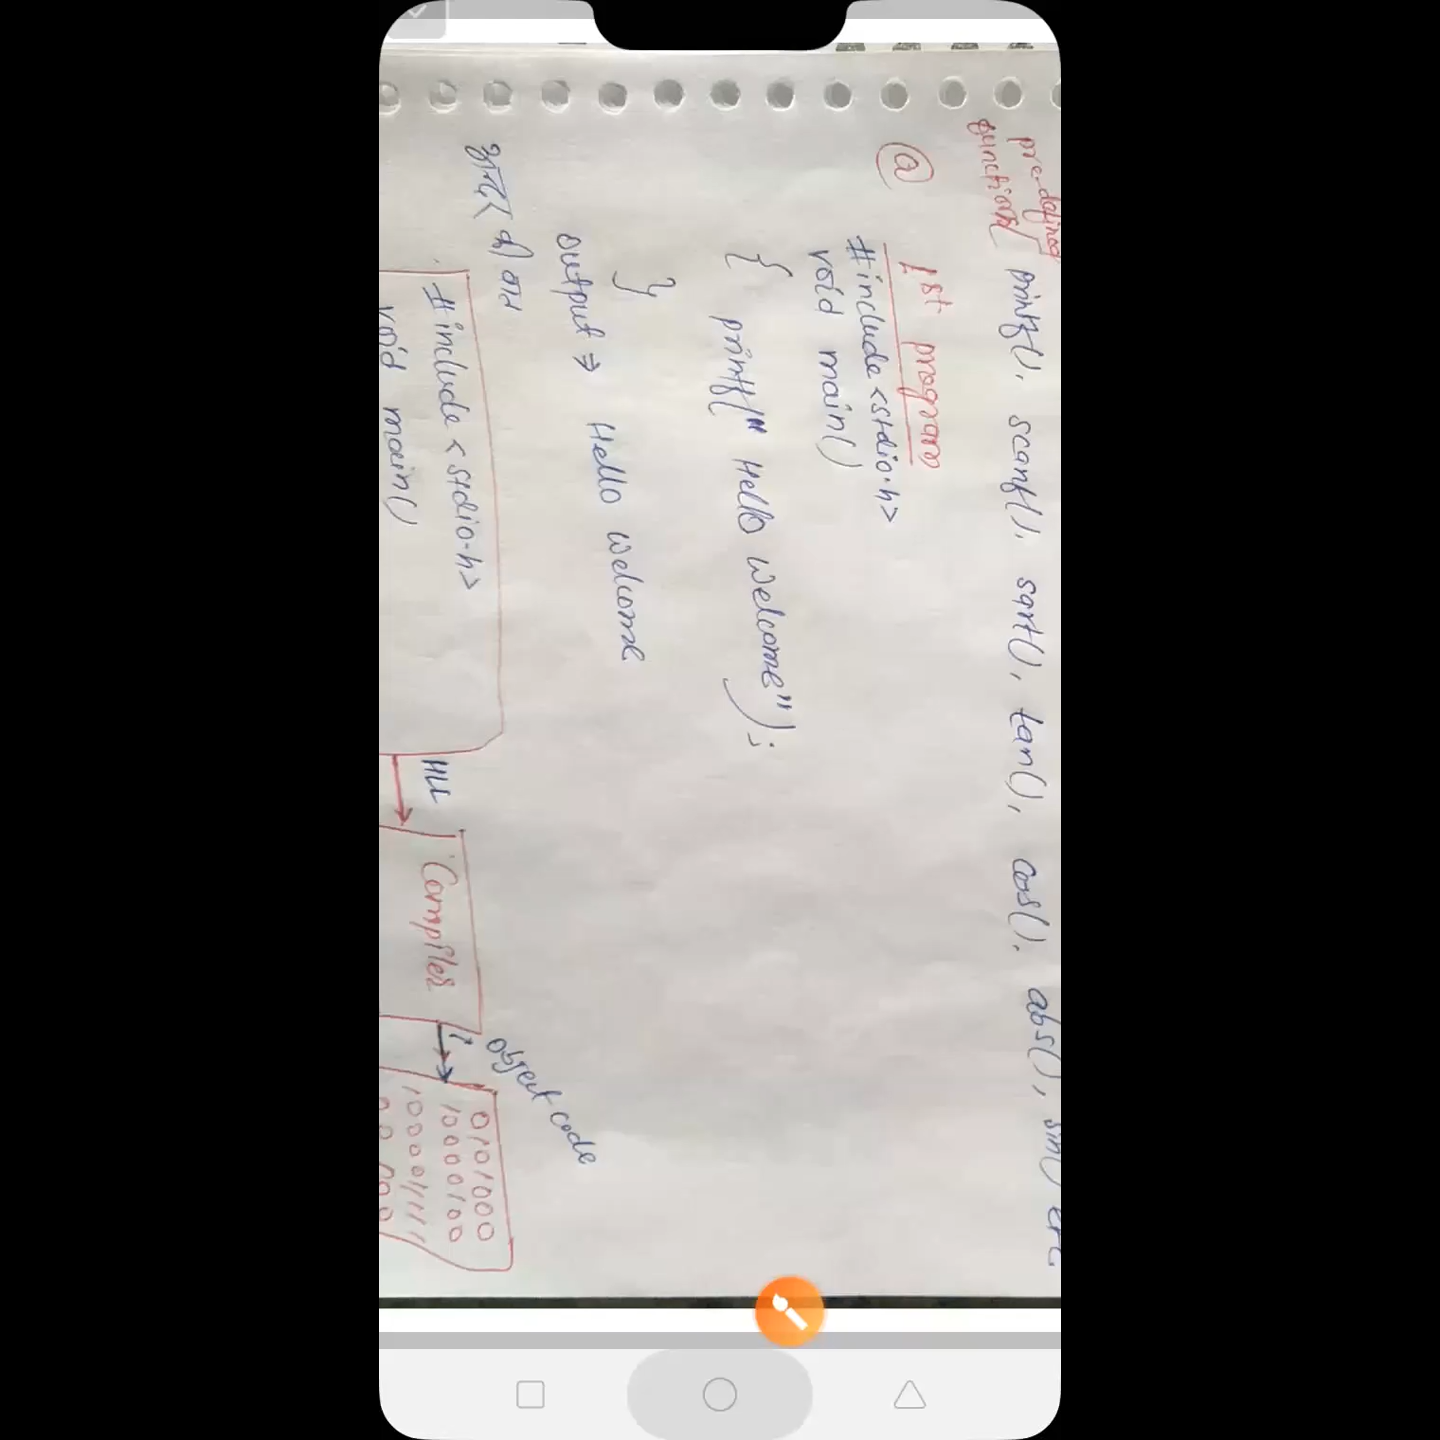 pre-defined
functions printf(), scanf(), sqrt(), tan(), cos(). abs(), sin() etc
@ 1st program
#include <stdio.h>
void main()
{ printf(" Hello Welcome");
}
output ⇒ Hello Welcome
#include < stdio.h>
void main()
HLL
Compiler
object code
0101000
10000100